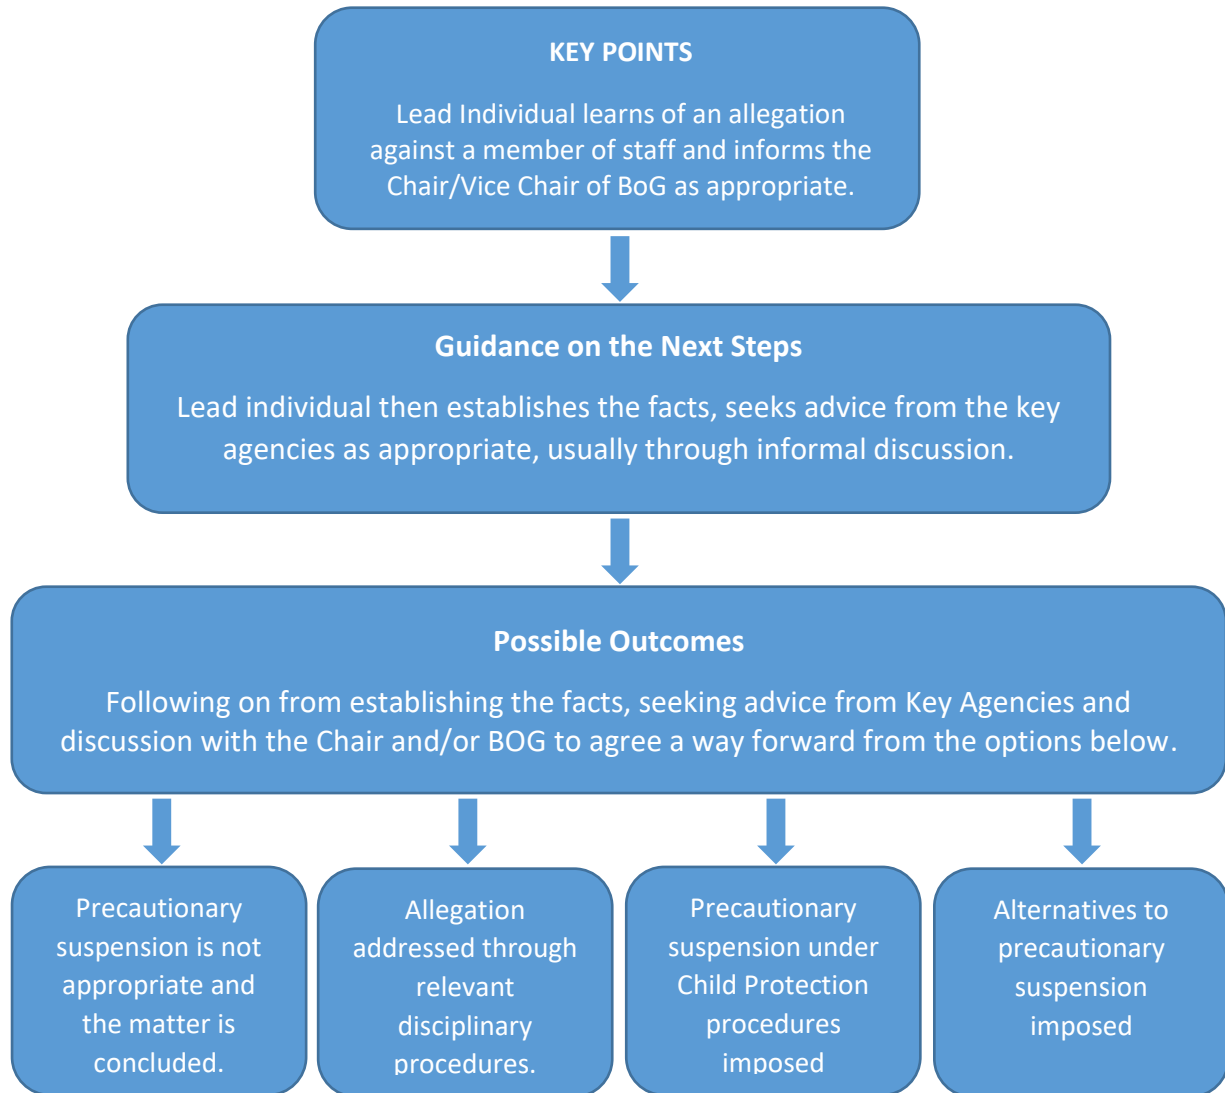 KEY POINTS
Lead Individual learns of an allegation
against a member of staff and informs the
Chair/Vice Chair of BoG as appropriate.
Guidance on the Next Steps
Lead individual then establishes the facts, seeks advice from the key
agencies as appropriate, usually through informal discussion.
Possible Outcomes
Following on from establishing the facts, seeking advice from Key Agencies and
discussion with the Chair and/or BOG to agree a way forward from the options below.
Precautionary
suspension is not
appropriate and
the matter is
concluded.
Allegation
addressed through
relevant
disciplinary
procedures.
Precautionary
suspension under
Child Protection
procedures
imposed
Alternatives to
precautionary
suspension
imposed